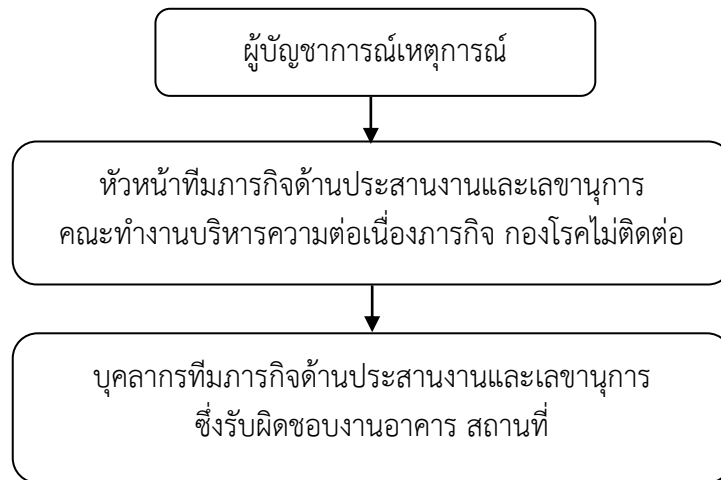 ผู้บัญชาการณ์เหตุการณ์
หัวหน้าทีมภารกิจด้านประสานงานและเลขานุการ
คณะทำงานบริหารความต่อเนื่องภารกิจ กองโรคไม่ติดต่อ
บุคลากรทีมภารกิจด้านประสานงานและเลขานุการ
ซึ่งรับผิดชอบงานอาคาร สถานที่